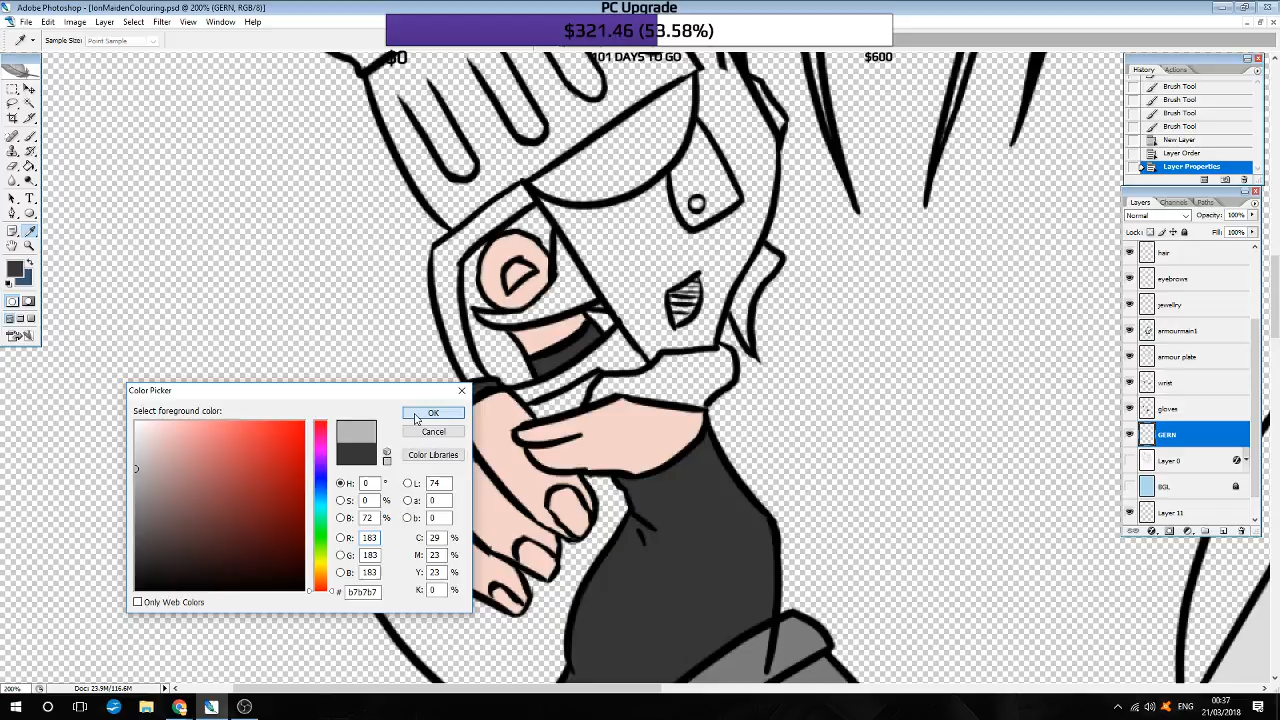 Adobe Photoshop - [IonMaidenColouring.psd @ 200% (GERN, RGB/8)]
PC Upgrade
File Edit Image Layer Select Filter View Window Help
$321.46 (53.58%)
Sample Size: Point Sample
$0 101 DAYS TO GO $600
History Actions
Brush Tool
Brush Tool
Brush Tool
Brush Tool
New Layer
Layer Order
Layer Properties
Layers Channels Paths
Normal Opacity: 100%
Lock: Fill: 100%
hair
eyebrows
jewellry
armourmain1
armour plate
wrist
gloves
GERN
Layer 0
BGL
Layer 11
Color Picker
Select foreground color:
OK
Cancel
Color Libraries
H: 0 °
S: 0 %
B: 72 %
R: 183
G: 183
B: 183
# b7b7b7
L: 74
a: 0
b: 0
C: 29 %
M: 23 %
Y: 23 %
K: 0 %
Only Web Colors
200% Doc: 23.9M/116.6M
ENG
00:37
21/03/2018